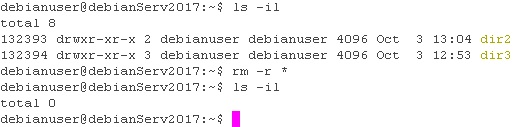 debianuser@debianServ2017:~$ ls -il
total 8
132393 drwxr-xr-x 2 debianuser debianuser 4096 Oct  3 13:04 dir2
132394 drwxr-xr-x 3 debianuser debianuser 4096 Oct  3 12:53 dir3
debianuser@debianServ2017:~$ rm -r *
debianuser@debianServ2017:~$ ls -il
total 0
debianuser@debianServ2017:~$